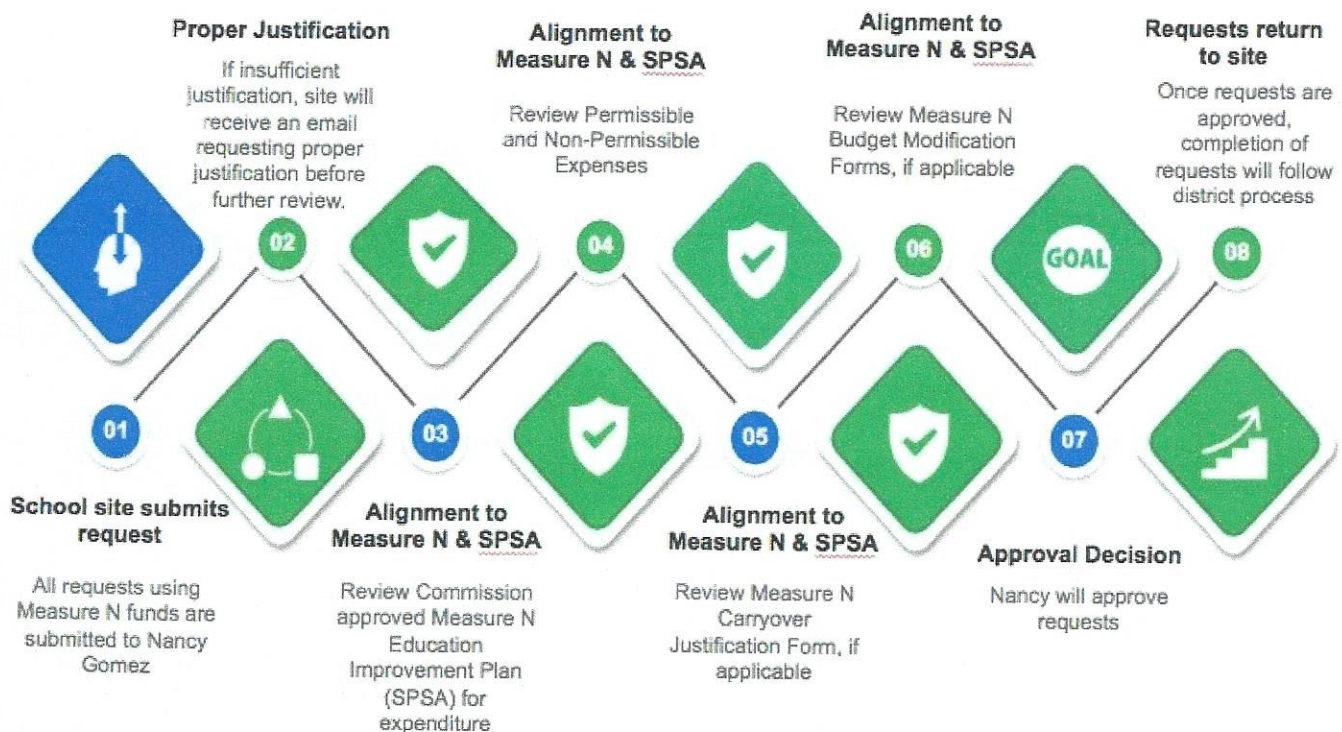 Proper Justification
If insufficient
justification, site will
receive an email
requesting proper
justification before
further review.
Alignment to
Measure N & SPSA
Review Permissible
and Non-Permissible
Expenses
Alignment to
Measure N & SPSA
Review Measure N
Budget Modification
Forms, if applicable
Requests return
to site
Once requests are
approved,
completion of
requests will follow
district process
02
04
06
GOAL
08
01
03
05
07
School site submits
request
All requests using
Measure N funds are
submitted to Nancy
Gomez
Alignment to
Measure N & SPSA
Review Commission
approved Measure N
Education
Improvement Plan
(SPSA) for
expenditure
Alignment to
Measure N & SPSA
Review Measure N
Carryover
Justification Form, if
applicable
Approval Decision
Nancy will approve
requests